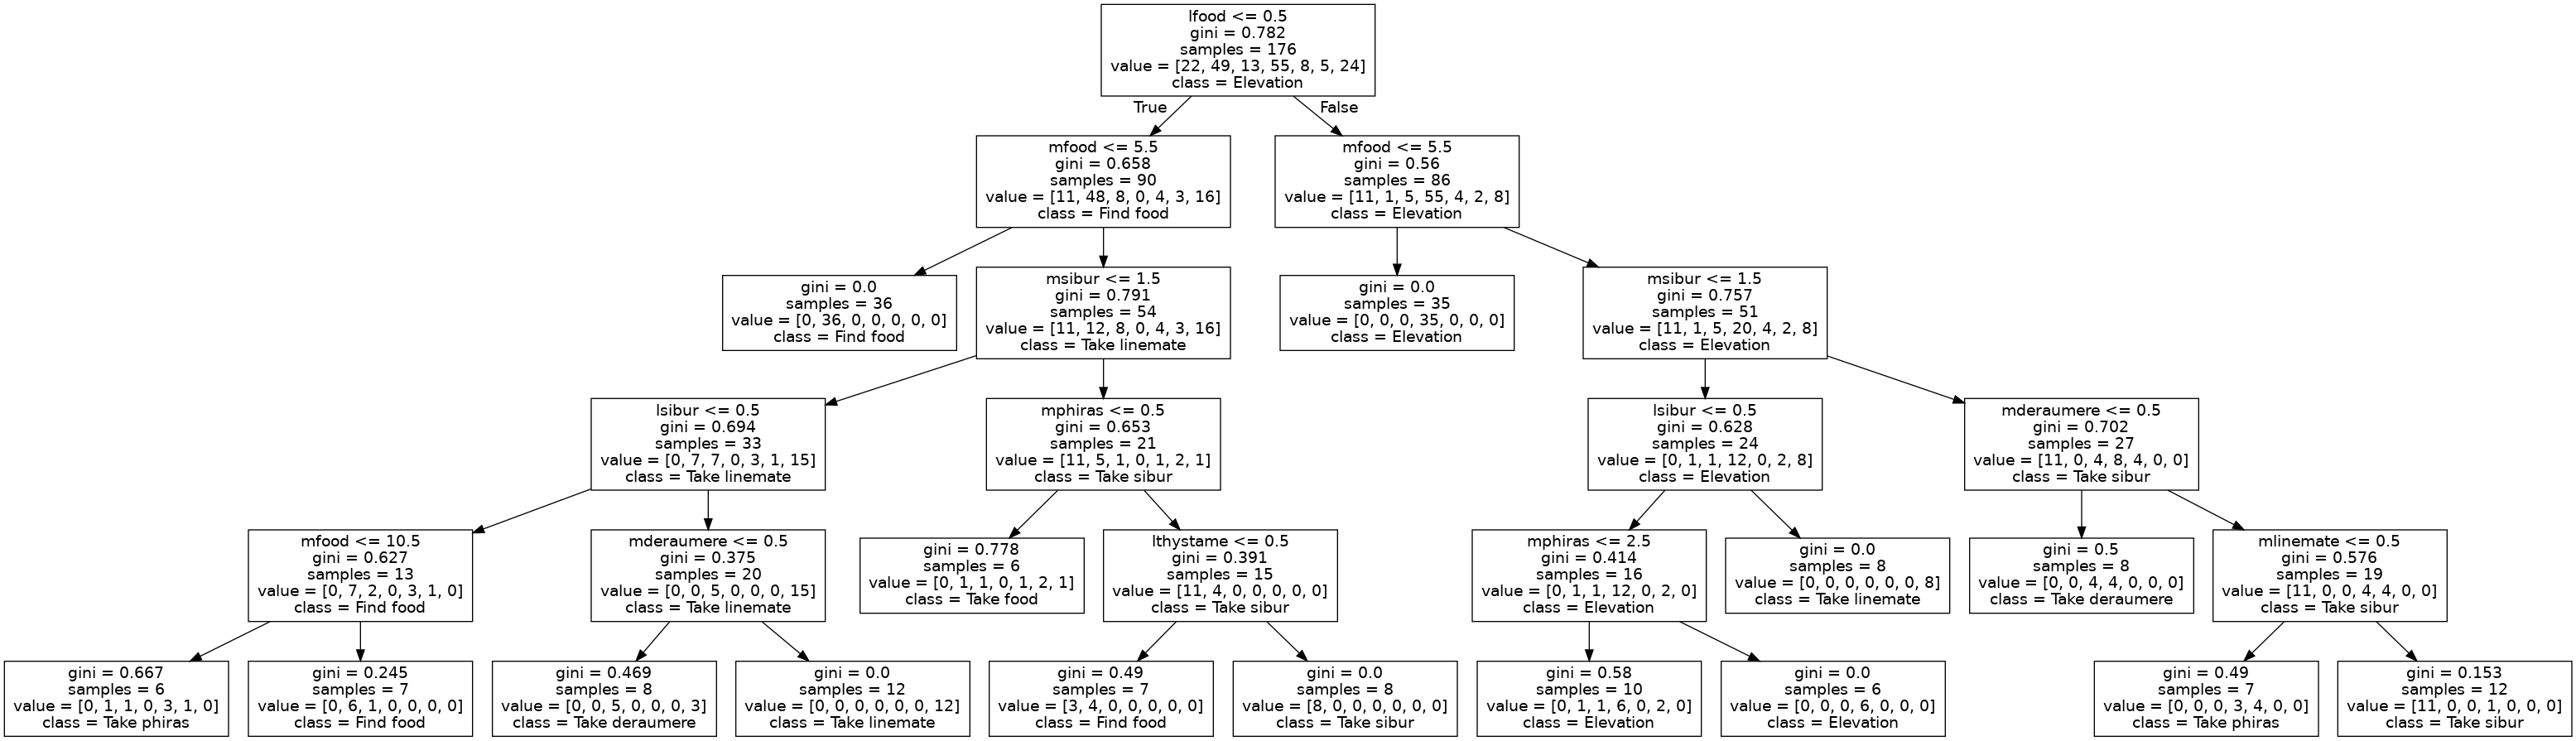 lfood <= 0.5
gini = 0.782
samples = 176
value = [22, 49, 13, 55, 8, 5, 24]
class = Elevation
True
False
mfood <= 5.5
gini = 0.658
samples = 90
value = [11, 48, 8, 0, 4, 3, 16]
class = Find food
mfood <= 5.5
gini = 0.56
samples = 86
value = [11, 1, 5, 55, 4, 2, 8]
class = Elevation
gini = 0.0
samples = 36
value = [0, 36, 0, 0, 0, 0, 0]
class = Find food
msibur <= 1.5
gini = 0.791
samples = 54
value = [11, 12, 8, 0, 4, 3, 16]
class = Take linemate
gini = 0.0
samples = 35
value = [0, 0, 0, 35, 0, 0, 0]
class = Elevation
msibur <= 1.5
gini = 0.757
samples = 51
value = [11, 1, 5, 20, 4, 2, 8]
class = Elevation
lsibur <= 0.5
gini = 0.694
samples = 33
value = [0, 7, 7, 0, 3, 1, 15]
class = Take linemate
mphiras <= 0.5
gini = 0.653
samples = 21
value = [11, 5, 1, 0, 1, 2, 1]
class = Take sibur
lsibur <= 0.5
gini = 0.628
samples = 24
value = [0, 1, 1, 12, 0, 2, 8]
class = Elevation
mderaumere <= 0.5
gini = 0.702
samples = 27
value = [11, 0, 4, 8, 4, 0, 0]
class = Take sibur
mfood <= 10.5
gini = 0.627
samples = 13
value = [0, 7, 2, 0, 3, 1, 0]
class = Find food
mderaumere <= 0.5
gini = 0.375
samples = 20
value = [0, 0, 5, 0, 0, 0, 15]
class = Take linemate
gini = 0.778
samples = 6
value = [0, 1, 1, 0, 1, 2, 1]
class = Take food
lthystame <= 0.5
gini = 0.391
samples = 15
value = [11, 4, 0, 0, 0, 0, 0]
class = Take sibur
mphiras <= 2.5
gini = 0.414
samples = 16
value = [0, 1, 1, 12, 0, 2, 0]
class = Elevation
gini = 0.0
samples = 8
value = [0, 0, 0, 0, 0, 0, 8]
class = Take linemate
gini = 0.5
samples = 8
value = [0, 0, 4, 4, 0, 0, 0]
class = Take deraumere
mlinemate <= 0.5
gini = 0.576
samples = 19
value = [11, 0, 0, 4, 4, 0, 0]
class = Take sibur
gini = 0.667
samples = 6
value = [0, 1, 1, 0, 3, 1, 0]
class = Take phiras
gini = 0.245
samples = 7
value = [0, 6, 1, 0, 0, 0, 0]
class = Find food
gini = 0.469
samples = 8
value = [0, 0, 5, 0, 0, 0, 3]
class = Take deraumere
gini = 0.0
samples = 12
value = [0, 0, 0, 0, 0, 0, 12]
class = Take linemate
gini = 0.49
samples = 7
value = [3, 4, 0, 0, 0, 0, 0]
class = Find food
gini = 0.0
samples = 8
value = [8, 0, 0, 0, 0, 0, 0]
class = Take sibur
gini = 0.58
samples = 10
value = [0, 1, 1, 6, 0, 2, 0]
class = Elevation
gini = 0.0
samples = 6
value = [0, 0, 0, 6, 0, 0, 0]
class = Elevation
gini = 0.49
samples = 7
value = [0, 0, 0, 3, 4, 0, 0]
class = Take phiras
gini = 0.153
samples = 12
value = [11, 0, 0, 1, 0, 0, 0]
class = Take sibur